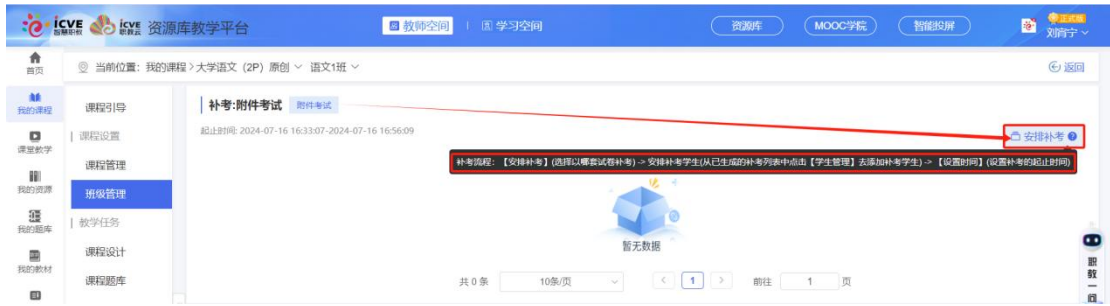 icve 智慧职教 icve 职教云 资源库教学平台 教师空间 学习空间 资源库 MOOC学院 智能投屏 正式版 刘肖宁
首页 当前位置: 我的课程 > 大学语文 (2P) 原创 语文1班 返回
我的课程 课程引导 补考:附件考试 附件考试
起止时间: 2024-07-16 16:33:07-2024-07-16 16:56:09 安排补考
课堂教学 课程设置
补考流程: 【安排补考】(选择以哪套试卷补考) -> 安排补考学生(从已生成的补考列表中点击【学生管理】去添加补考学生) -> 【设置时间】(设置补考的起止时间)
课程管理
我的资源 班级管理
我的题库 教学任务
暂无数据
我的教材 课程设计
课程题库 共 0 条 10条/页 1 前往 1 页
职教一问